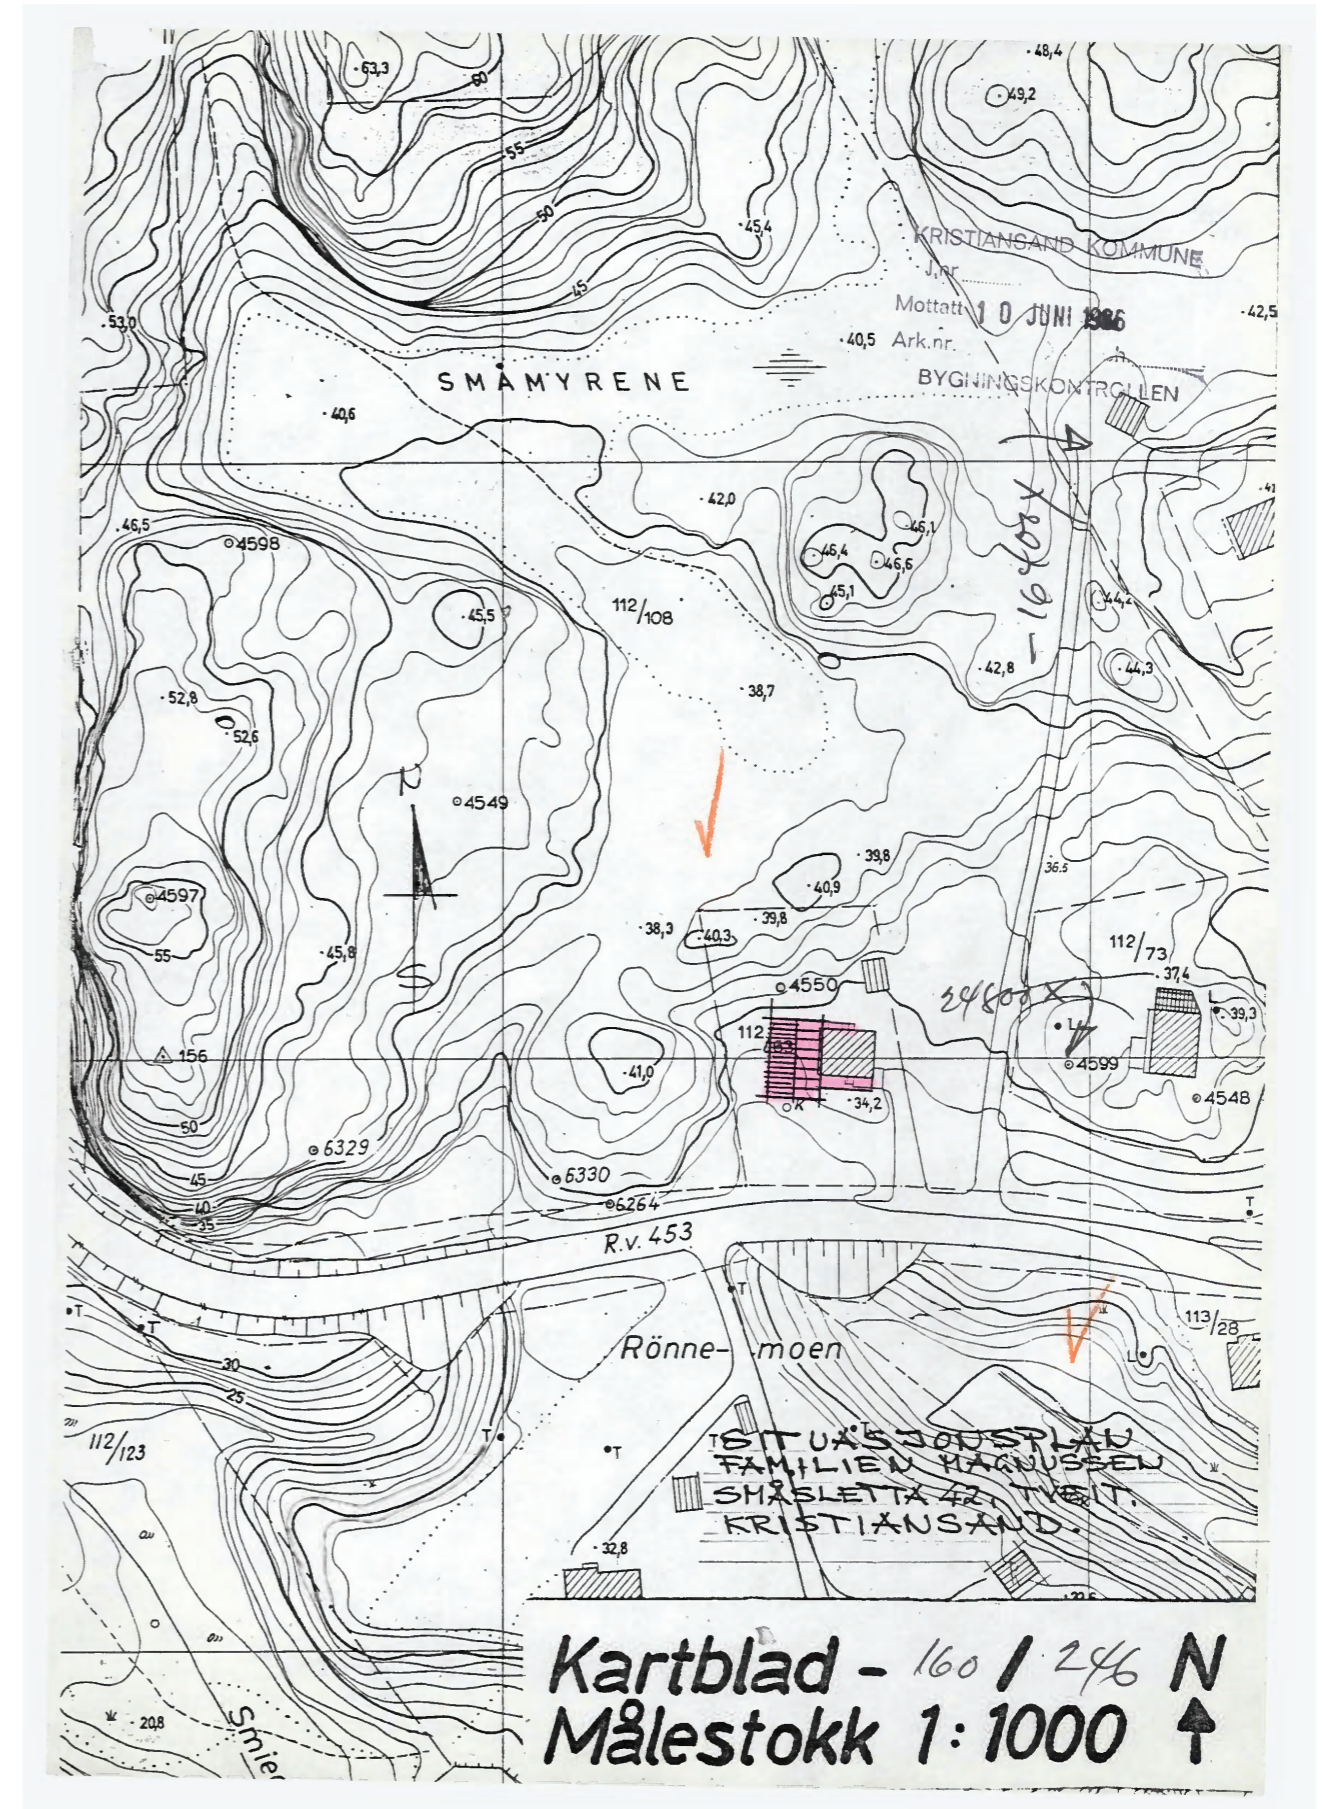 63,3
60
48,4
49,2
55
50
45,4
45
KRISTIANSAND KOMMUNE
J.nr.
53,0
Mottatt 10 JUNI 1986
42,5
40,5
Ark.nr.
SMÅMYRENE
BYGNINGSKONTROLLEN
40,6
42,0
46,5
4598
46,1
46,4
46,6
45,1
16400 X
45,5
112/108
44,2
42,8
44,3
52,8
38,7
52,6
N
4549
39,8
36.5
40,9
4597
39,8
38,3
40,3
112/73
55
45,8
37,4
S
4550
24800 X
L
39,3
L
112
156
41,0
4599
K
34,2
4548
50
6329
45
6330
40
6264
35
T
R.v. 453
T
T
T
113/28
Rönne-moen
30
L
25
112/123
T
T
T
T
SITUASJONSPLAN
FAMILIEN MAGNUSSEN
SMÅSLETTA 42, TVEIT.
KRISTIANSAND.
32,8
Kartblad - 160 / 246 N
Målestokk 1:1000
20,8
Smie